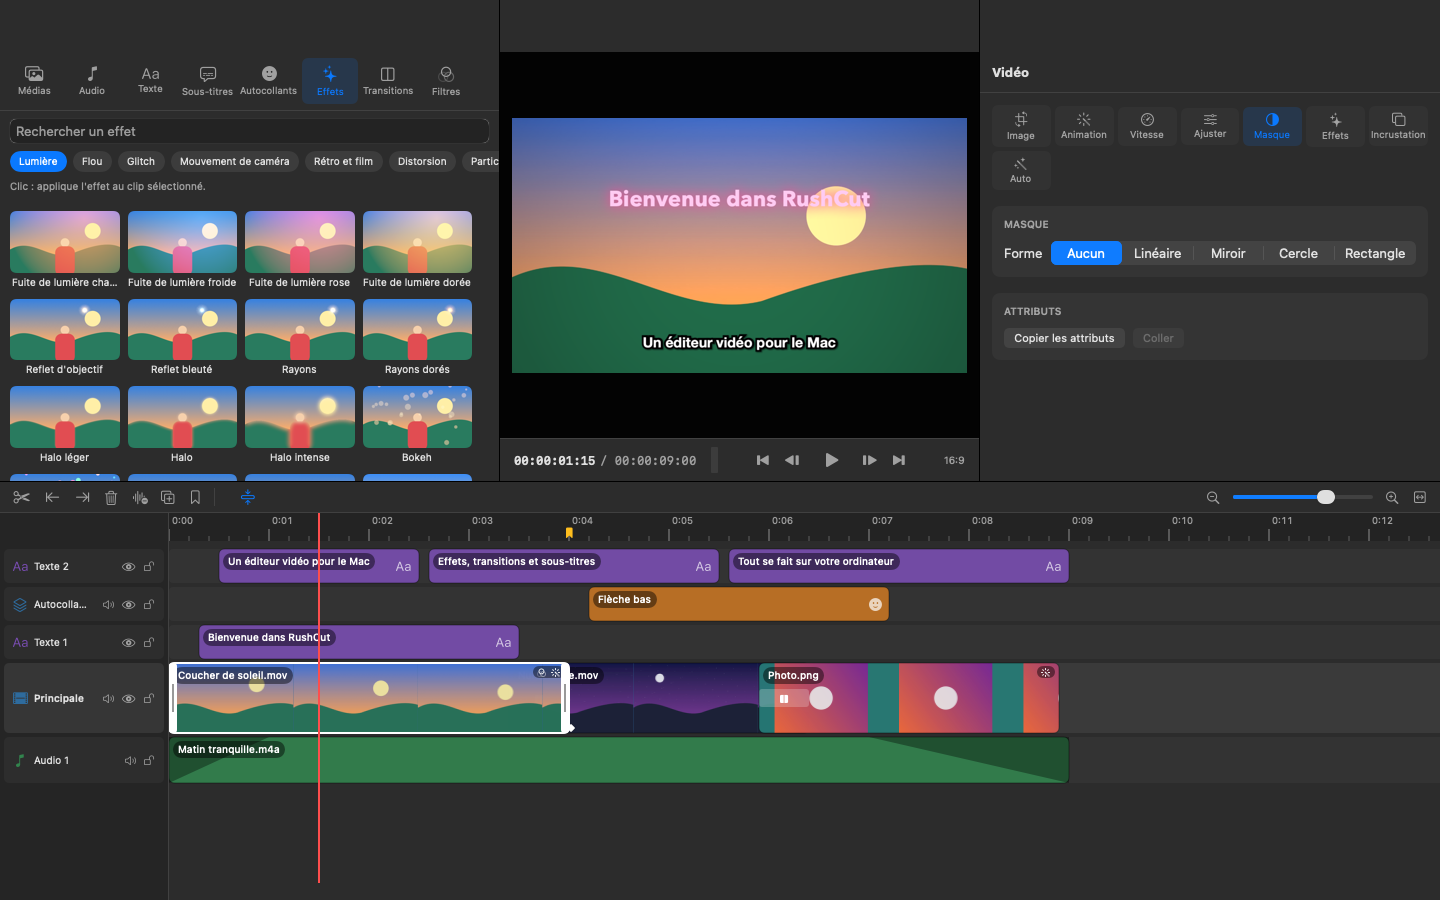 Médias
Audio
Texte
Sous-titres
Autocollants
Effets
Transitions
Filtres
Rechercher un effet
Lumière
Flou
Glitch
Mouvement de caméra
Rétro et film
Distorsion
Partic
Clic : applique l'effet au clip sélectionné.
Fuite de lumière cha...
Fuite de lumière froide
Fuite de lumière rose
Fuite de lumière dorée
Reflet d'objectif
Reflet bleuté
Rayons
Rayons dorés
Halo léger
Halo
Halo intense
Bokeh
Bienvenue dans RushCut
Un éditeur vidéo pour le Mac
00:00:01:15 / 00:00:09:00
16:9
Vidéo
Image
Animation
Vitesse
Ajuster
Masque
Effets
Incrustation
Auto
MASQUE
Forme
Aucun
Linéaire
Miroir
Cercle
Rectangle
ATTRIBUTS
Copier les attributs
Coller
0:00
0:01
0:02
0:03
0:04
0:05
0:06
0:07
0:08
0:09
0:10
0:11
0:12
Aa Texte 2
Un éditeur vidéo pour le Mac Aa
Effets, transitions et sous-titres Aa
Tout se fait sur votre ordinateur Aa
Autocolla...
Flèche bas
Aa Texte 1
Bienvenue dans RushCut Aa
Principale
Coucher de soleil.mov
e.mov
Photo.png
Audio 1
Matin tranquille.m4a